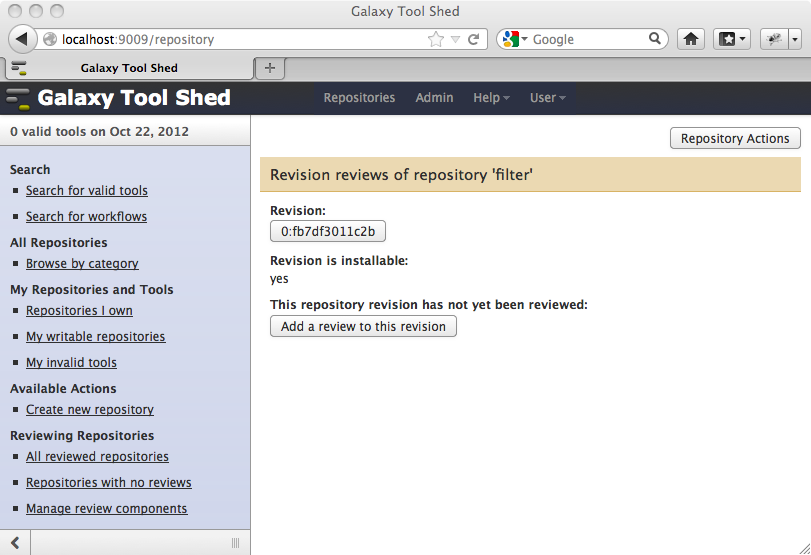 Galaxy Tool Shed
localhost:9009/repository
Google
Galaxy Tool Shed
Galaxy Tool Shed
Repositories Admin Help User
0 valid tools on Oct 22, 2012
Search
Search for valid tools
Search for workflows
All Repositories
Browse by category
My Repositories and Tools
Repositories I own
My writable repositories
My invalid tools
Available Actions
Create new repository
Reviewing Repositories
All reviewed repositories
Repositories with no reviews
Manage review components
Repository Actions
Revision reviews of repository 'filter'
Revision:
0:fb7df3011c2b
Revision is installable:
yes
This repository revision has not yet been reviewed:
Add a review to this revision